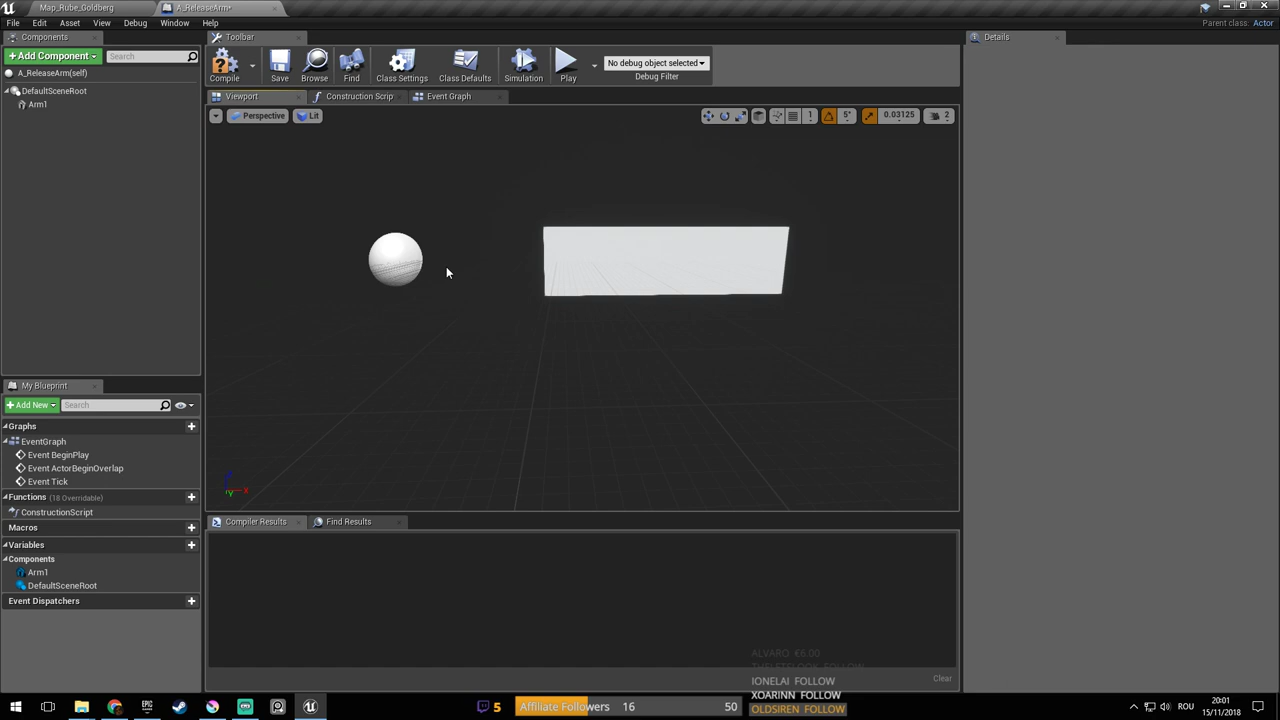 Map_Rube_Goldberg
A_ReleaseArm*
Parent class: Actor
File Edit Asset View Debug Window Help
Components
Toolbar
Details
+Add Component
Search
A_ReleaseArm(self)
DefaultSceneRoot
Arm1
Compile
Save
Browse
Find
Class Settings
Class Defaults
Simulation
Play
No debug object selected
Debug Filter
Viewport
Construction Scrip
Event Graph
Perspective
Lit
1
5°
0.03125
2
Z
X
Y
My Blueprint
+Add New
Search
Graphs
EventGraph
Event BeginPlay
Event ActorBeginOverlap
Event Tick
Functions (18 Overridable)
ConstructionScript
Macros
Variables
Components
Arm1
DefaultSceneRoot
Event Dispatchers
Compiler Results
Find Results
Clear
ALVARO €6.00
IONELAI FOLLOW
XOARINN FOLLOW
OLDSIREN FOLLOW
5
Affiliate Followers 16 50
EPIC
ROU
20:01
15/11/2018